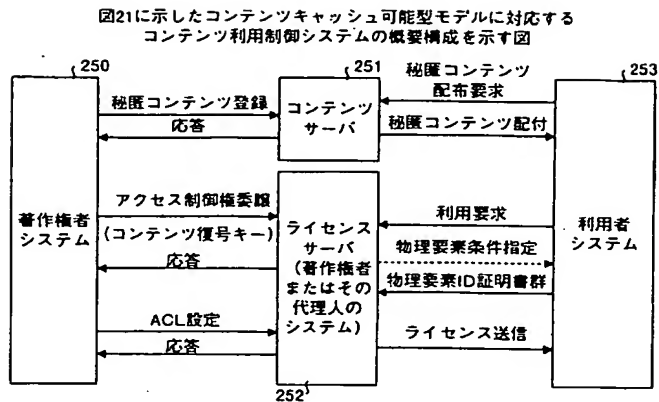 図21に示したコンテンツキャッシュ可能型モデルに対応する
コンテンツ利用制御システムの概要構成を示す図
250
251
253
秘匿コンテンツ
配布要求
秘匿コンテンツ登録
応答
コンテンツ
サーバ
秘匿コンテンツ配付
著作権者
システム
アクセス制御権委譲
(コンテンツ復号キー)
応答
ACL設定
応答
ライセンス
サーバ
(著作権者
またはその
代理人の
システム)
252
利用要求
物理要素条件指定
物理要素ID証明書群
ライセンス送信
利用者
システム